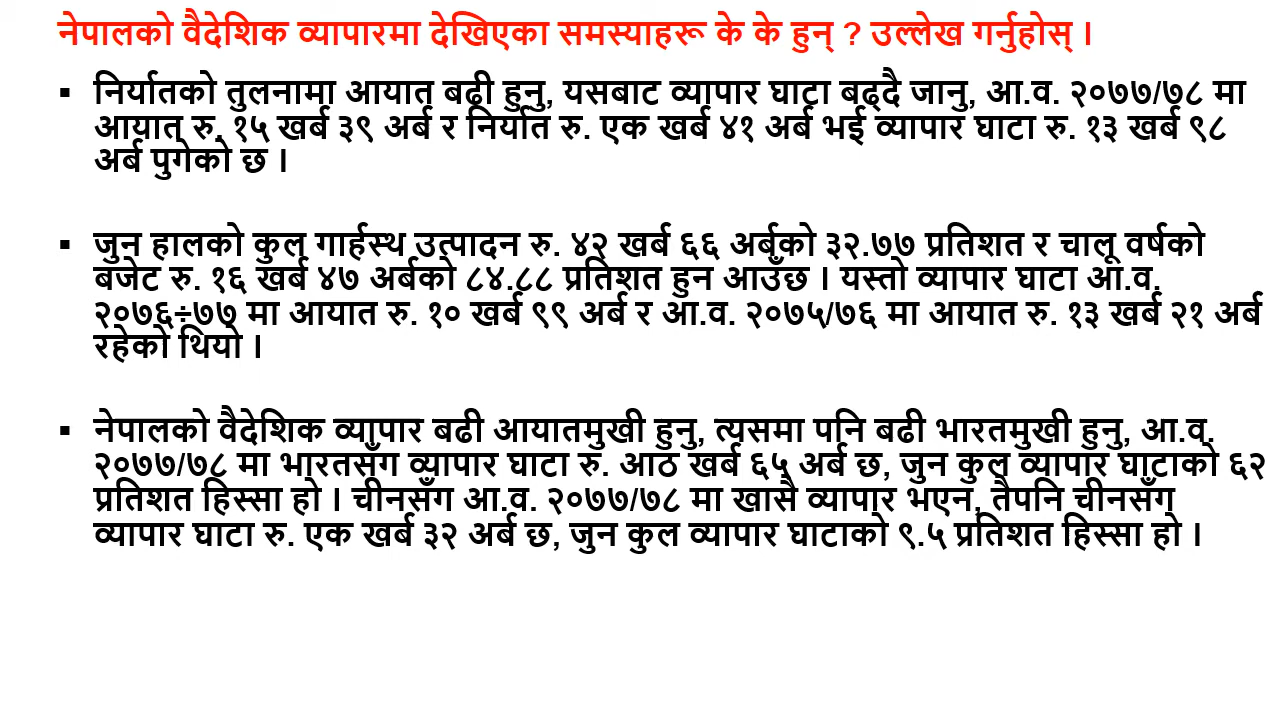 नेपालको वैदेशिक व्यापारमा देखिएका समस्याहरू के के हुन् ? उल्लेख गर्नुहोस् ।
▪ निर्यातको तुलनामा आयात बढी हुनु, यसबाट व्यापार घाटा बढ्दै जानु, आ.व. २०७७/७८ मा
आयात् रु. १५ खर्ब ३९ अर्ब र निर्यात रु. एक खर्ब ४१ अर्ब भई व्यापार घाटा रु. १३ खर्ब ९८
अर्ब पुगेको छ ।
▪ जुन हालको कुल गार्हस्थ उत्पादन रु. ४२ खर्ब ६६ अर्बको ३२.७७ प्रतिशत र चालू वर्षको
बजेट रु. १६ खर्ब ४७ अर्बको ८४.८८ प्रतिशत हुन आउँछ । यस्तो व्यापार घाटा आ.व.
२०७६÷७७ मा आयात रु. १० खर्ब ९९ अर्ब र आ.व. २०७५/७६ मा आयात रु. १३ खर्ब २१ अर्ब
रहेको थियो ।
▪ नेपालको वैदेशिक व्यापार बढी आयातमुखी हुनु, त्यसमा पनि बढी भारतमुखी हुनु, आ.व.
२०७७/७८ मा भारतसँग व्यापार घाटा रु. आठ खर्ब ६५ अर्ब छ, जुन कुल व्यापार घाटाको ६२
प्रतिशत हिस्सा हो । चीनसँग आ.व. २०७७/७८ मा खासै व्यापार भएन, तैपनि चीनसँग
व्यापार घाटा रु. एक खर्ब ३२ अर्ब छ, जुन कुल व्यापार घाटाको ९.५ प्रतिशत हिस्सा हो ।